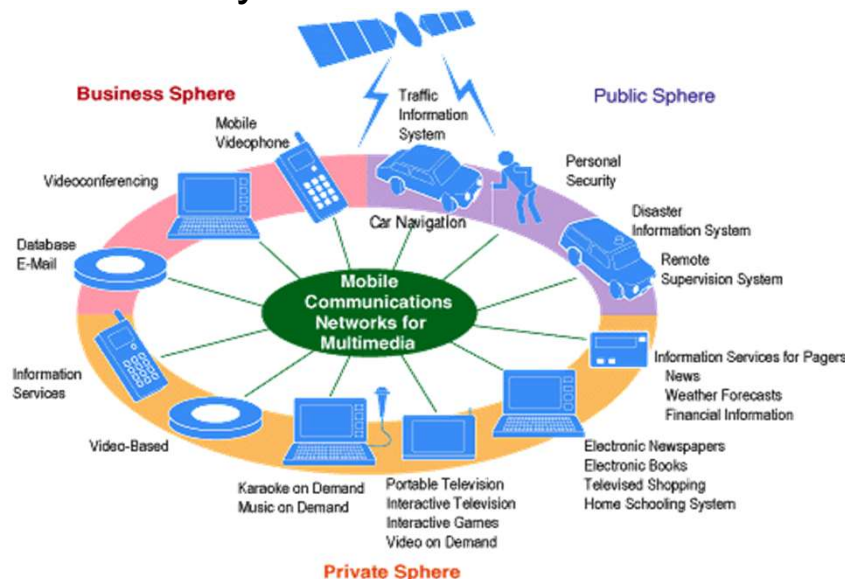 Business Sphere
Public Sphere
Traffic
Information
System
Mobile
Videophone
Personal
Security
Videoconferencing
Disaster
Information System
Car Navigation
Database
E-Mail
Remote
Supervision System
Mobile
Communications
Networks for
Multimedia
Information
Services
Information Services for Pagers
News
Weather Forecasts
Financial Information
Video-Based
Electronic Newspapers
Electronic Books
Televised Shopping
Home Schooling System
Karaoke on Demand
Music on Demand
Portable Television
Interactive Television
Interactive Games
Video on Demand
Private Sphere